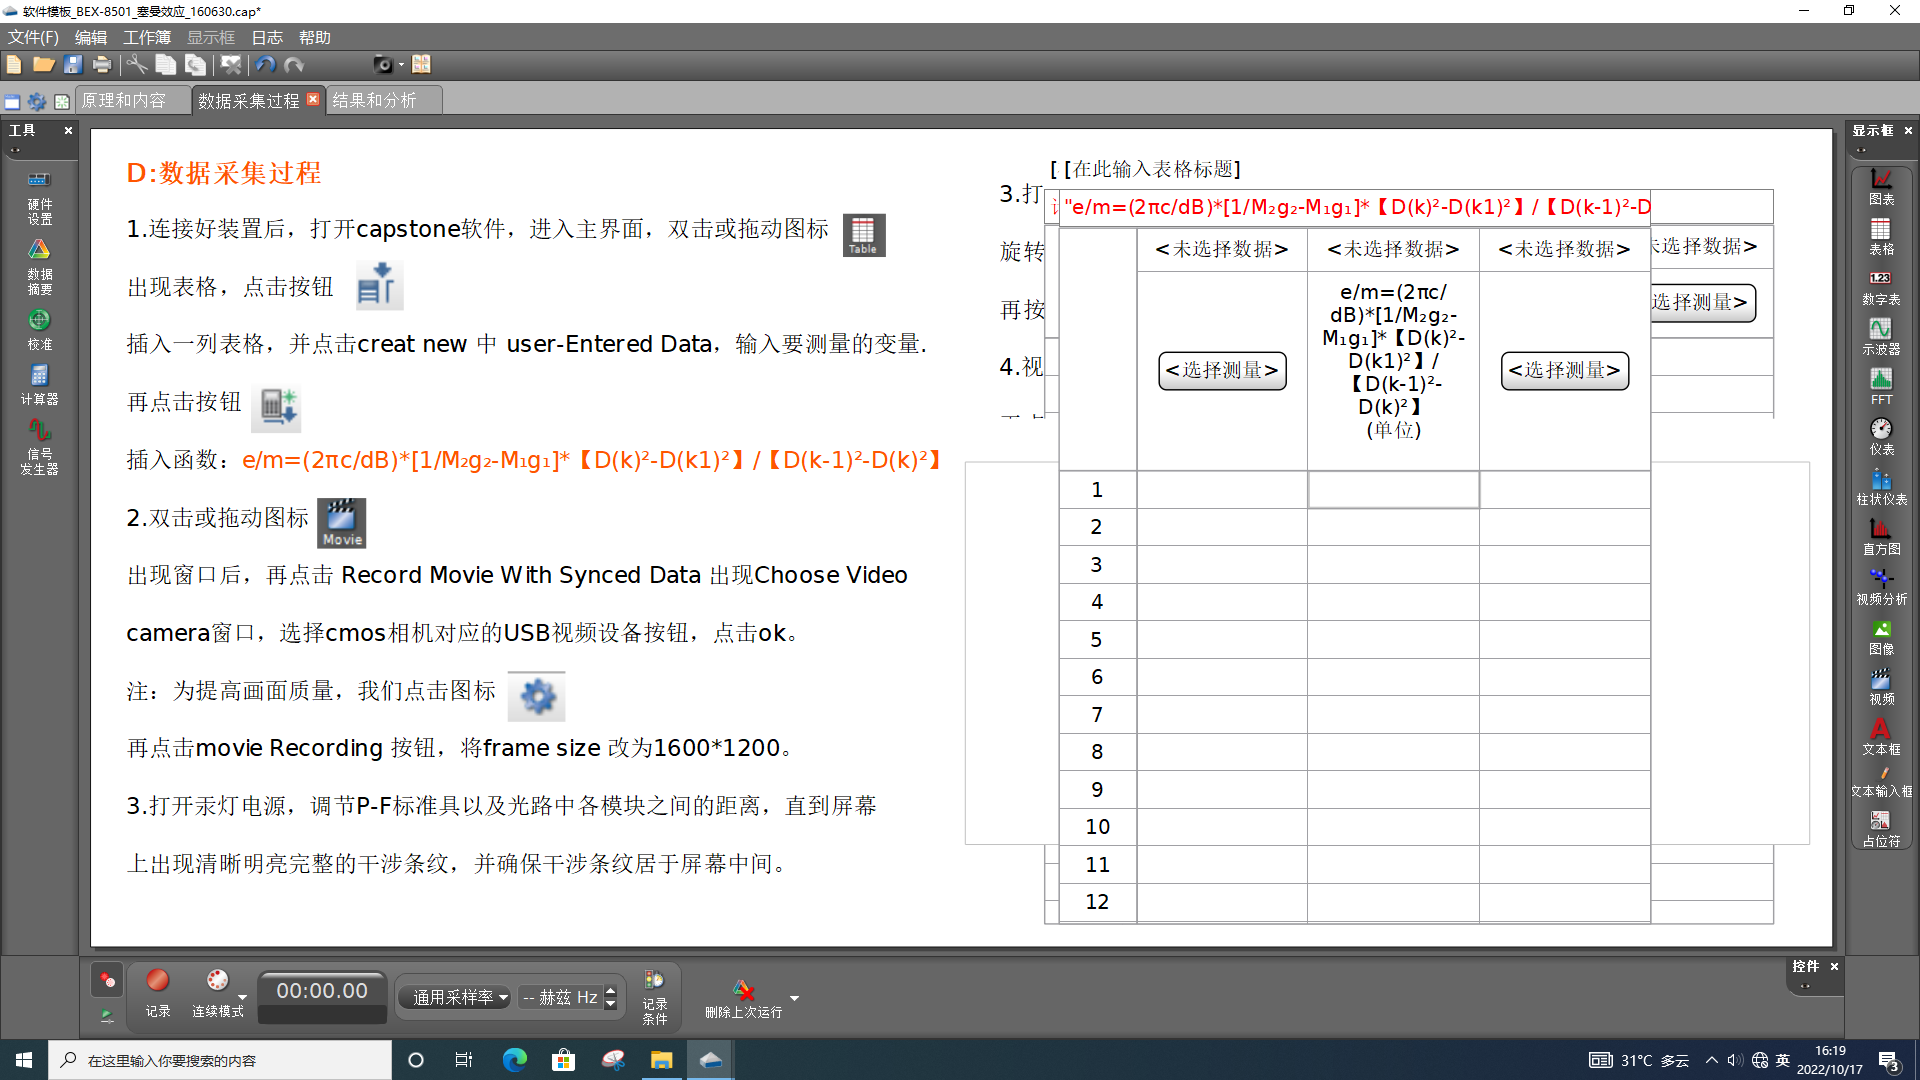 软件模板_BEX-8501_塞曼效应_160630.cap*
文件(F) 编辑 工作簿 显示框 日志 帮助
原理和内容 数据采集过程 结果和分析
工具
硬件
设置
数据
摘要
校准
计算器
信号
发生器
D:数据采集过程
1.连接好装置后，打开capstone软件，进入主界面，双击或拖动图标 Table
出现表格，点击按钮
插入一列表格，并点击creat new 中 user-Entered Data，输入要测量的变量.
再点击按钮
插入函数：e/m=(2πc/dB)*[1/M₂g₂-M₁g₁]*【D(k)²-D(k1)²】/【D(k-1)²-D(k)²】
2.双击或拖动图标 Movie
出现窗口后，再点击 Record Movie With Synced Data 出现Choose Video
camera窗口，选择cmos相机对应的USB视频设备按钮，点击ok。
注：为提高画面质量，我们点击图标
再点击movie Recording 按钮，将frame size 改为1600*1200。
3.打开汞灯电源，调节P-F标准具以及光路中各模块之间的距离，直到屏幕
上出现清晰明亮完整的干涉条纹，并确保干涉条纹居于屏幕中间。
3.打
旋转
再按
4.视
[ [在此输入表格标题]
"e/m=(2πc/dB)*[1/M₂g₂-M₁g₁]*【D(k)²-D(k1)²】/【D(k-1)²-D
<未选择数据> <未选择数据> <未选择数据> 选择数据>
<选择测量>
e/m=(2πc/
dB)*[1/M₂g₂-
M₁g₁]*【D(k)²-
D(k1)²】/
【D(k-1)²-
D(k)²】
(单位)
<选择测量>
选择测量>
1
2
3
4
5
6
7
8
9
10
11
12
显示框
图表
表格
1.23
数字表
示波器
FFT
仪表
柱状仪表
直方图
视频分析
图像
视频
文本框
文本输入框
占位符
控件
记录
连续模式
00:00.00
通用采样率
-- 赫兹 Hz
记录
条件
删除上次运行
在这里输入你要搜索的内容
31°C 多云
英
16:19
2022/10/17
3